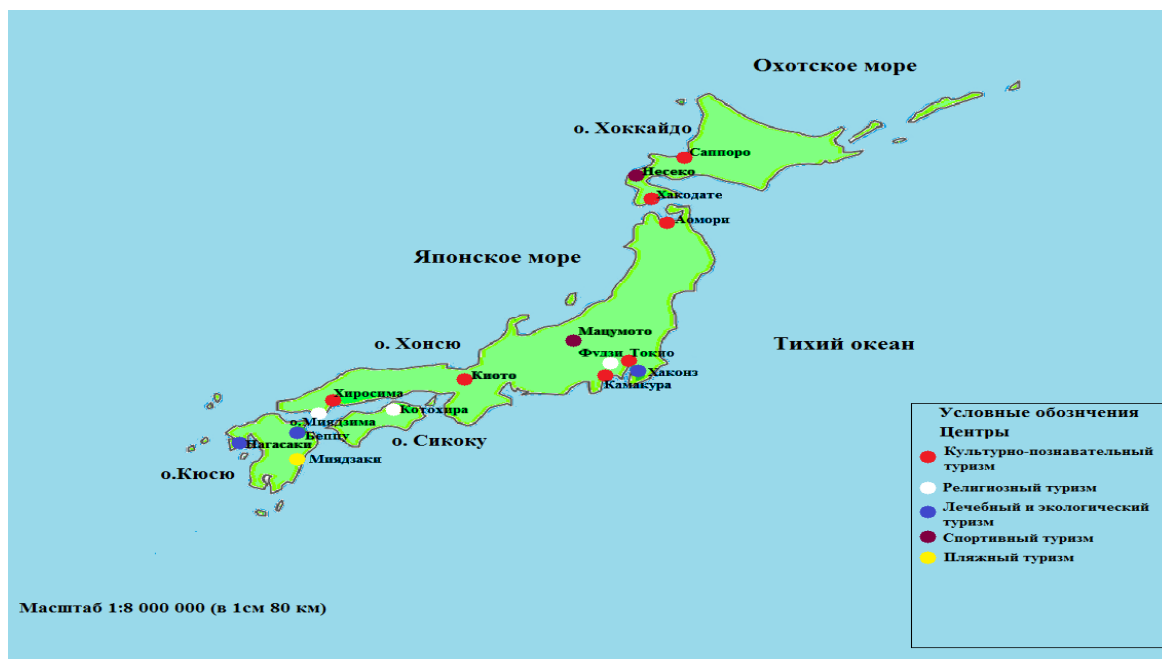 Охотское море
о. Хоккайдо
Саппоро
Несеко
Хакодате
Аомори
Японское море
Мацумото
Тихий океан
о. Хонсю
Фудзи Токио
Хаконэ
Киото
Камакура
Хиросима
Котохира
о.Миядзима
Беппу
о. Сикоку
Нагасаки
Миядзаки
о.Кюсю
Условные обознчения
Центры
Культурно-познавательный
туризм
Религиозный туризм
Лечебный и экологический
туризм
Спортивный туризм
Пляжный туризм
Масштаб 1:8 000 000 (в 1см 80 км)